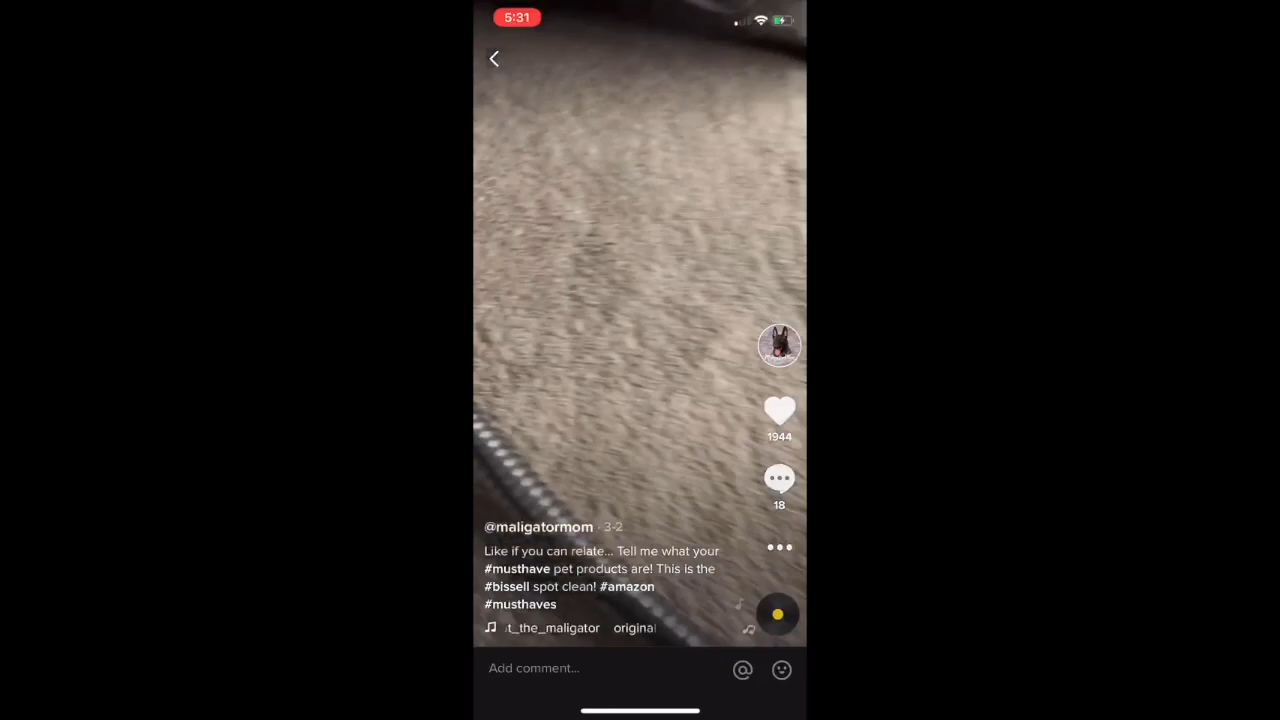 5:31
1944
18
@maligatormom · 3-2
Like if you can relate... Tell me what your
#musthave pet products are! This is the
#bissell spot clean! #amazon
#musthaves
t_the_maligator original
Add comment...